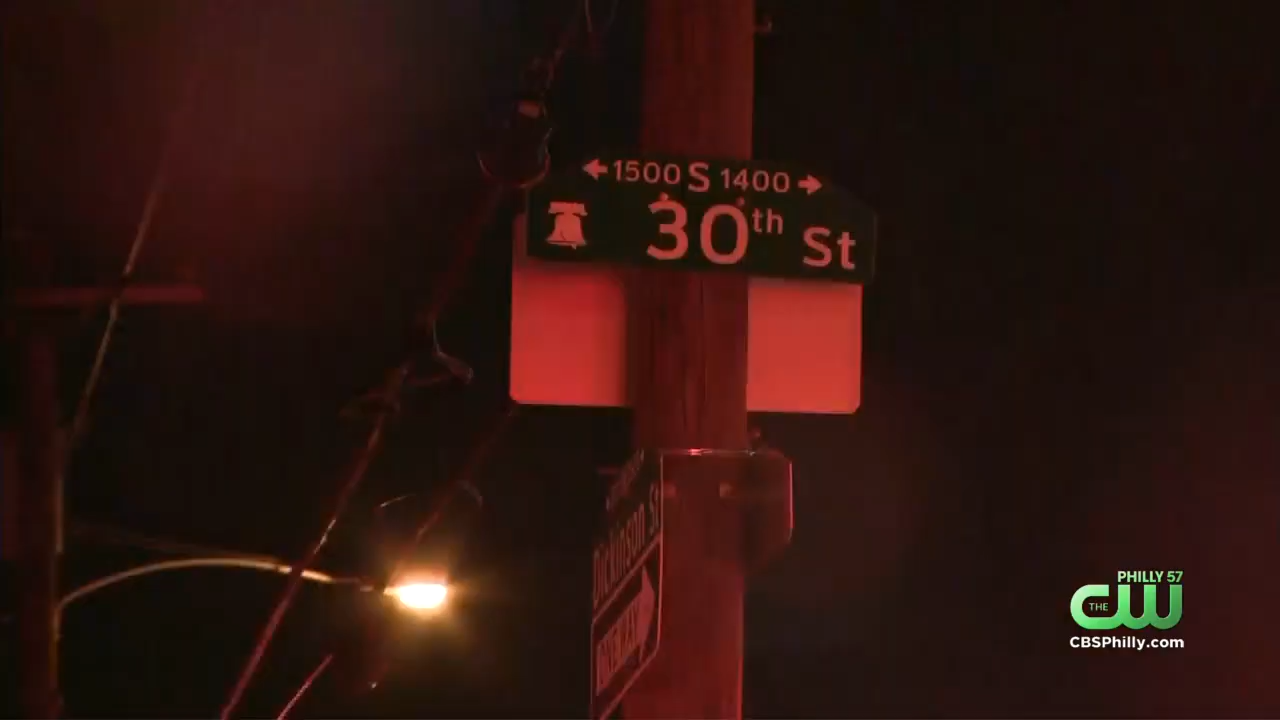 ← 1500 S 1400 →
30th St
Dickinson St
ONE WAY
PHILLY 57
THE CW
CBSPhilly.com